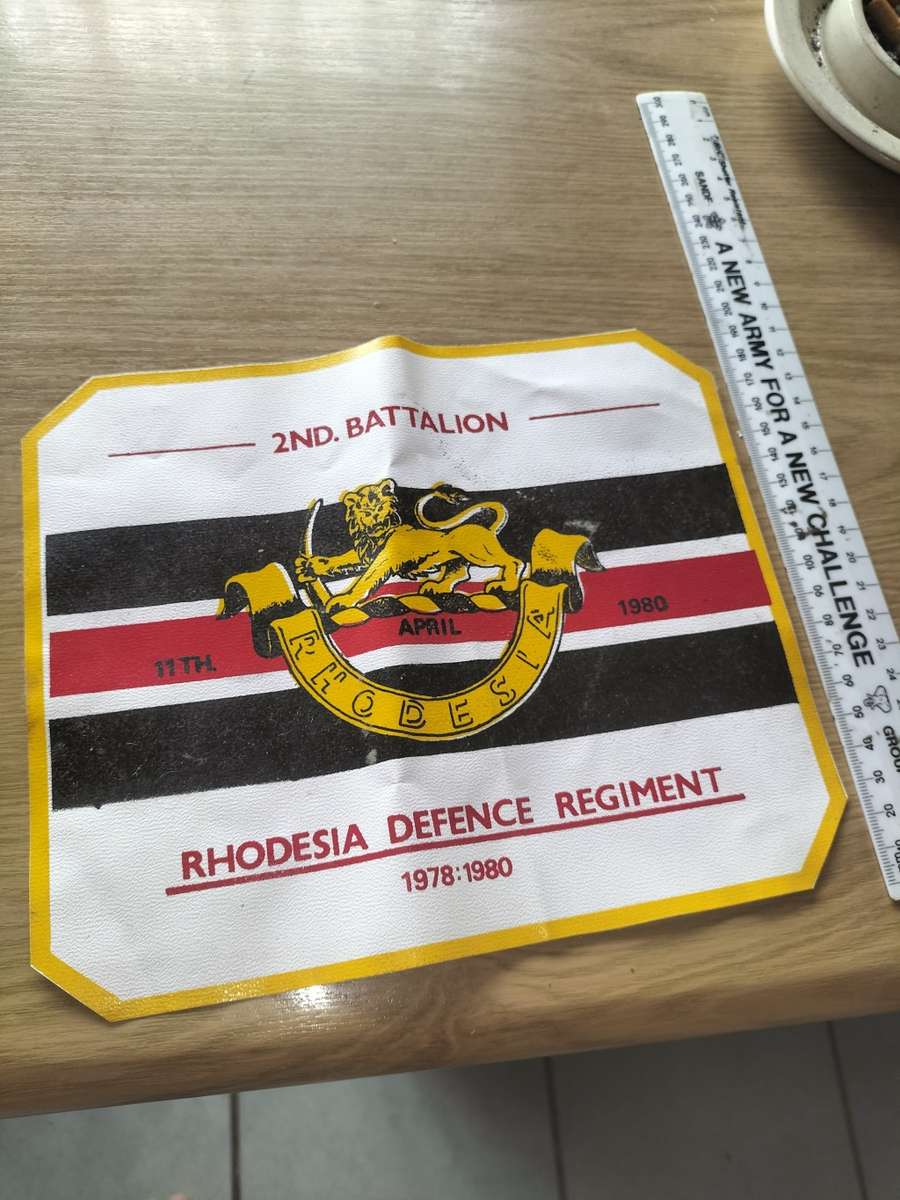 2ND. BATTALION
11TH. APRIL 1980
RHODESIA
RHODESIA DEFENCE REGIMENT
1978:1980
SANDF A NEW ARMY FOR A NEW CHALLENGE